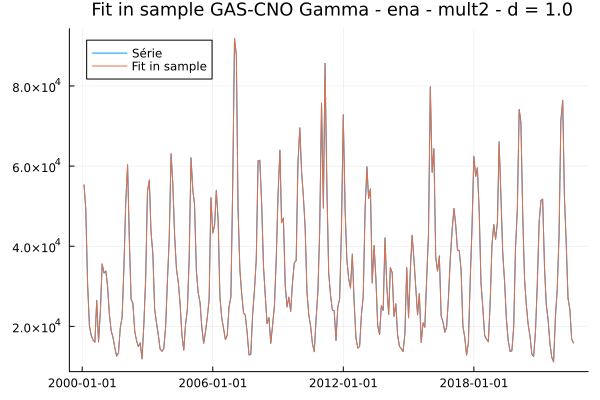 Fit in sample GAS-CNO Gamma - ena - mult2 - d = 1.0
Série
Fit in sample
8.0×10⁴
6.0×10⁴
4.0×10⁴
2.0×10⁴
2000-01-01 2006-01-01 2012-01-01 2018-01-01